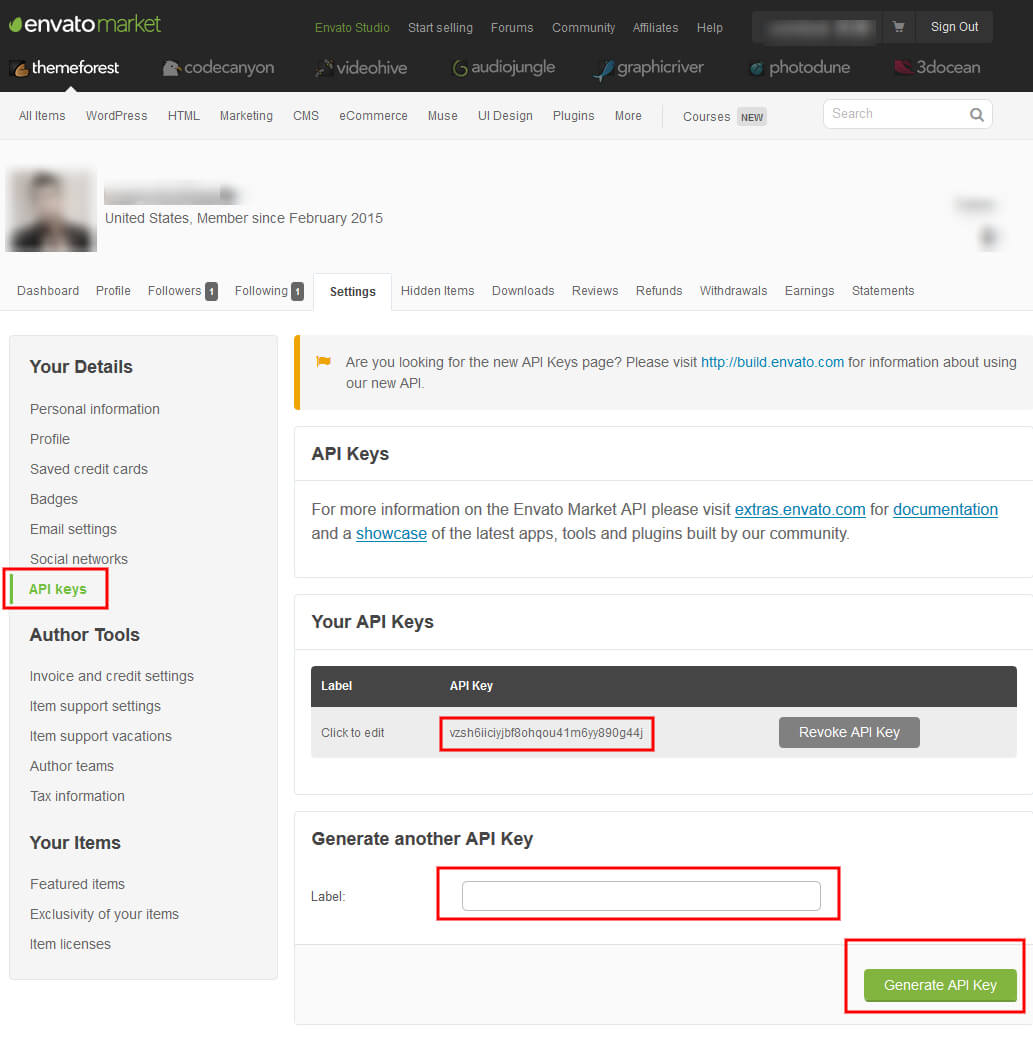 envatomarket
Envato Studio Start selling Forums Community Affiliates Help Sign Out
themeforest codecanyon videohive audiojungle graphicriver photodune 3docean
All Items WordPress HTML Marketing CMS eCommerce Muse UI Design Plugins More Courses NEW Search
United States, Member since February 2015
Dashboard Profile Followers 1 Following 1 Settings Hidden Items Downloads Reviews Refunds Withdrawals Earnings Statements
Your Details
Personal information
Profile
Saved credit cards
Badges
Email settings
Social networks
API keys
Author Tools
Invoice and credit settings
Item support settings
Item support vacations
Author teams
Tax information
Your Items
Featured items
Exclusivity of your items
Item licenses
Are you looking for the new API Keys page? Please visit http://build.envato.com for information about using
our new API.
API Keys
For more information on the Envato Market API please visit extras.envato.com for documentation
and a showcase of the latest apps, tools and plugins built by our community.
Your API Keys
Label API Key
Click to edit vzsh6iiciyjbf8ohqou41m6yy890g44j Revoke API Key
Generate another API Key
Label:
Generate API Key